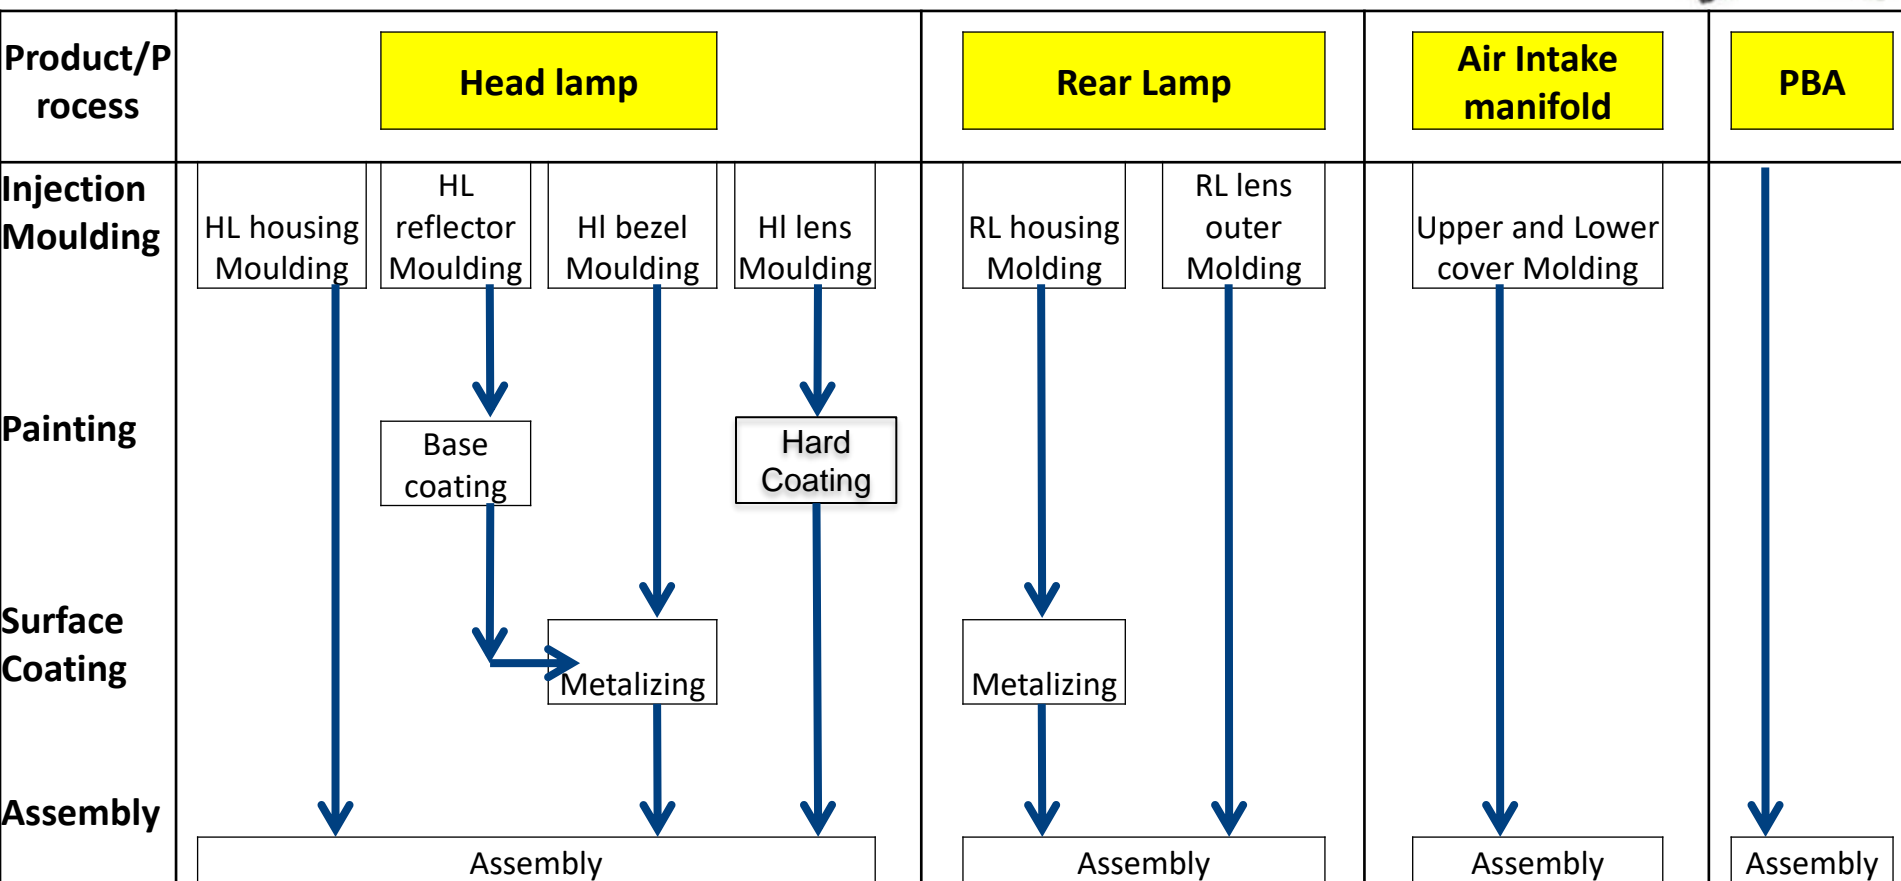 Product/P
rocess
Head lamp
Rear Lamp
Air Intake
manifold
PBA
Injection
Moulding
HL housing
Moulding
HL
reflector
Moulding
Hl bezel
Moulding
Hl lens
Moulding
RL housing
Molding
RL lens
outer
Molding
Upper and Lower
cover Molding
Painting
Base
coating
Hard
Coating
Surface
Coating
Metalizing
Metalizing
Assembly
Assembly
Assembly
Assembly
Assembly